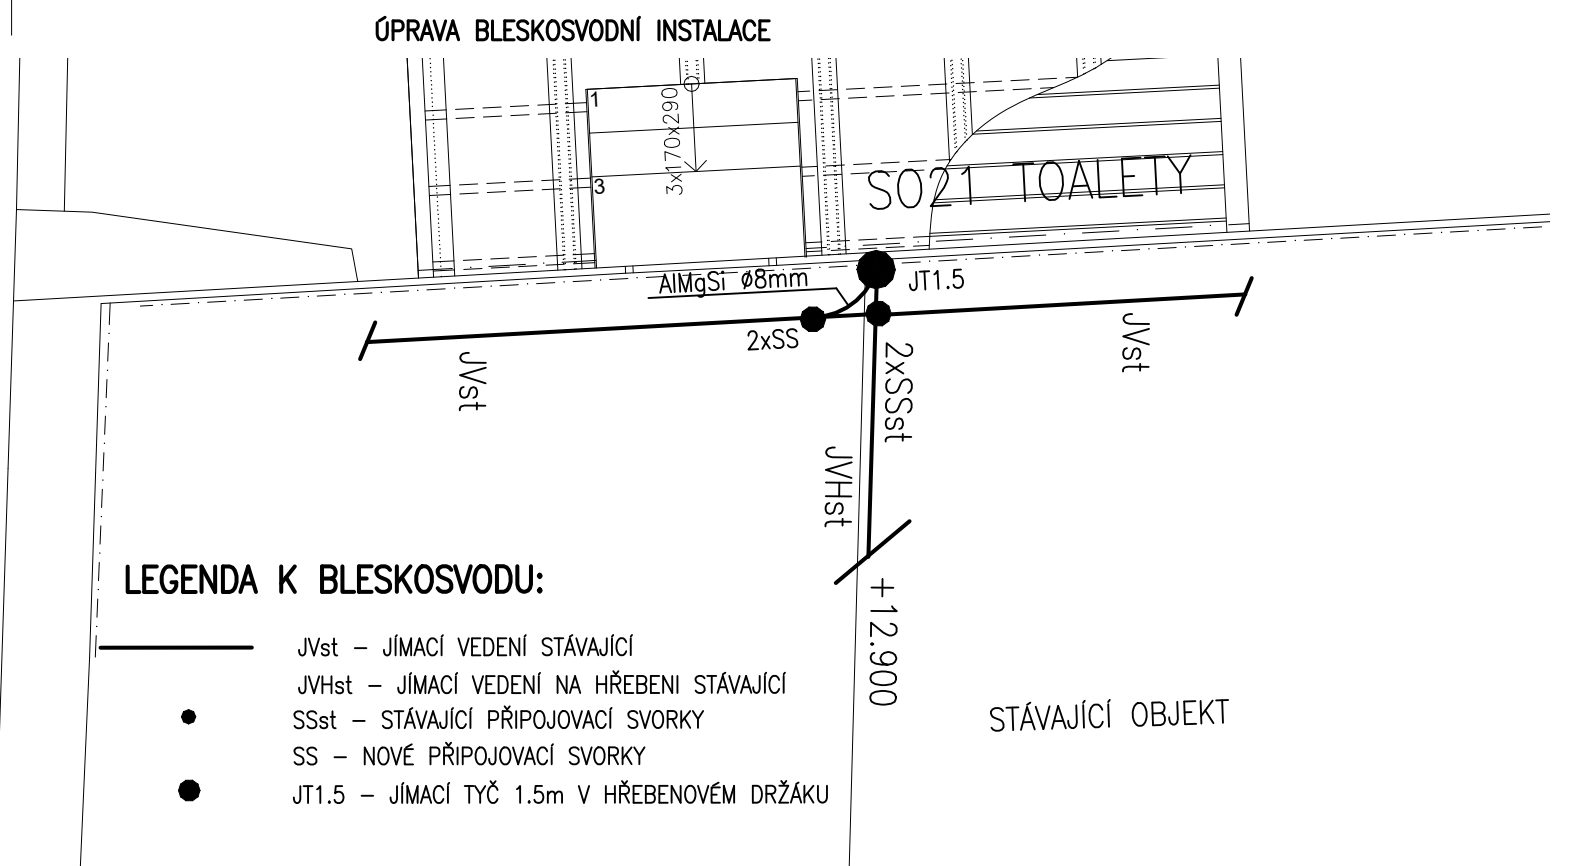 ÚPRAVA BLESKOSVODNÍ INSTALACE
1
3x170x290
3
SO21 TOALETY
AlMgSi ø8mm
JT1.5
2xSS
JVst
JVst
2xSSst
JVHst
+12.900
LEGENDA K BLESKOSVODU:
JVst – JÍMACÍ VEDENÍ STÁVAJÍCÍ
JVHst – JÍMACÍ VEDENÍ NA HŘEBENI STÁVAJÍCÍ
SSst – STÁVAJÍCÍ PŘIPOJOVACÍ SVORKY
SS – NOVÉ PŘIPOJOVACÍ SVORKY
JT1.5 – JÍMACÍ TYČ 1.5m V HŘEBENOVÉM DRŽÁKU
STÁVAJÍCÍ OBJEKT